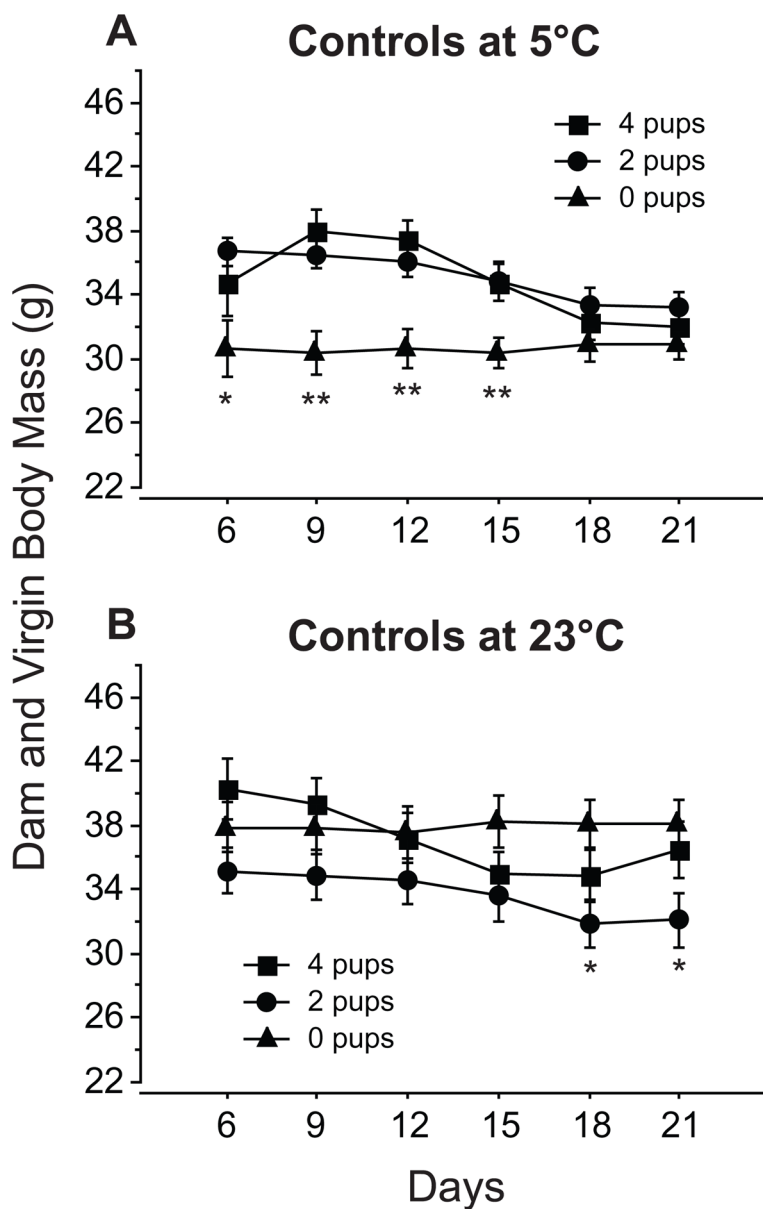 A
Controls at 5°C
46
42
38
34
30
26
22
4 pups
2 pups
0 pups
*
**
**
**
6 9 12 15 18 21
Dam and Virgin Body Mass (g)
B
Controls at 23°C
46
42
38
34
30
26
22
4 pups
2 pups
0 pups
*
*
6 9 12 15 18 21
Days